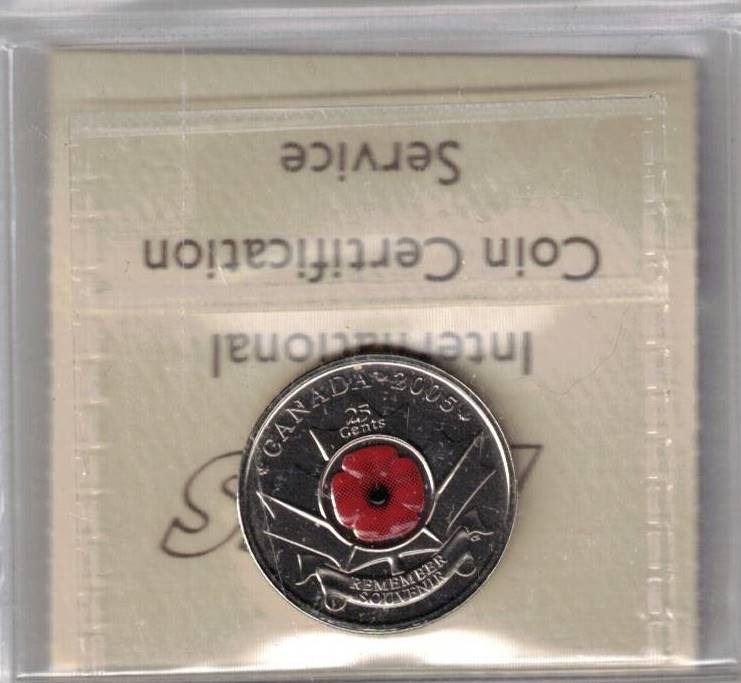 International
Coin Certification
Service
CANADA 2005
25
Cents
REMEMBER
SOUVENIR